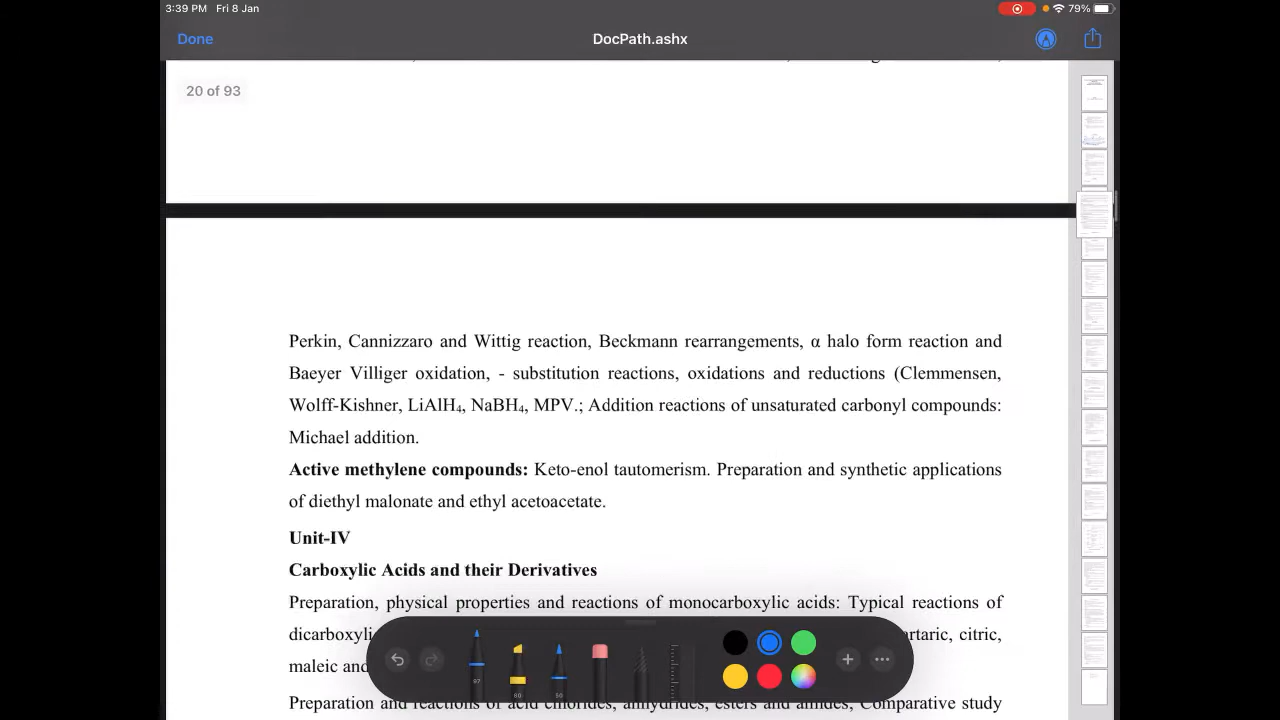 3:39 PM Fri 8 Jan
79%
Done
DocPath.ashx
20 of 93
Perkin, Cannizzaro and Wittig reaction, Beckmann rearrangements, α halo form reaction and
Baeyer Villiger oxidation, - substitution reactions, oxidations and reductions (Clemmensen,
Wolff-Kishner, LiAlH₄, NaBH₄, MPV.; Addition reactions of unsaturated carbonyl compounds:
Michael addition.
Active methylene compounds: Keto-enol tautomerism. Preparation and synthetic applications
of diethyl malonate and ethyl acetoacetate.
Unit-IV
Carboxylic Acids and their Derivatives
Preparation, physical properties and reactions of monocarboxylic acids: Typical reactions of
dicarboxyli
artaric, citric,
maleic and
97
60
50
Preparation and reactions of acid chlorides, anhydrides, esters and amides; Comparative study